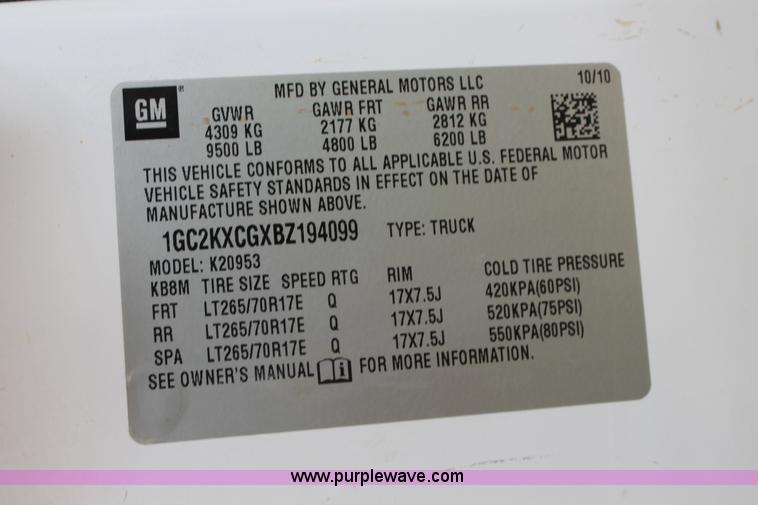 GM ®
MFD BY GENERAL MOTORS LLC 10/10
GVWR GAWR FRT GAWR RR
4309 KG 2177 KG 2812 KG
9500 LB 4800 LB 6200 LB
THIS VEHICLE CONFORMS TO ALL APPLICABLE U.S. FEDERAL MOTOR
VEHICLE SAFETY STANDARDS IN EFFECT ON THE DATE OF
MANUFACTURE SHOWN ABOVE.
1GC2KXCGXBZ194099 TYPE: TRUCK
MODEL: K20953
KB8M TIRE SIZE SPEED RTG RIM COLD TIRE PRESSURE
FRT LT265/70R17E Q 17X7.5J 420KPA(60PSI)
RR LT265/70R17E Q 17X7.5J 520KPA(75PSI)
SPA LT265/70R17E Q 17X7.5J 550KPA(80PSI)
SEE OWNER'S MANUAL i FOR MORE INFORMATION.
www.purplewave.com